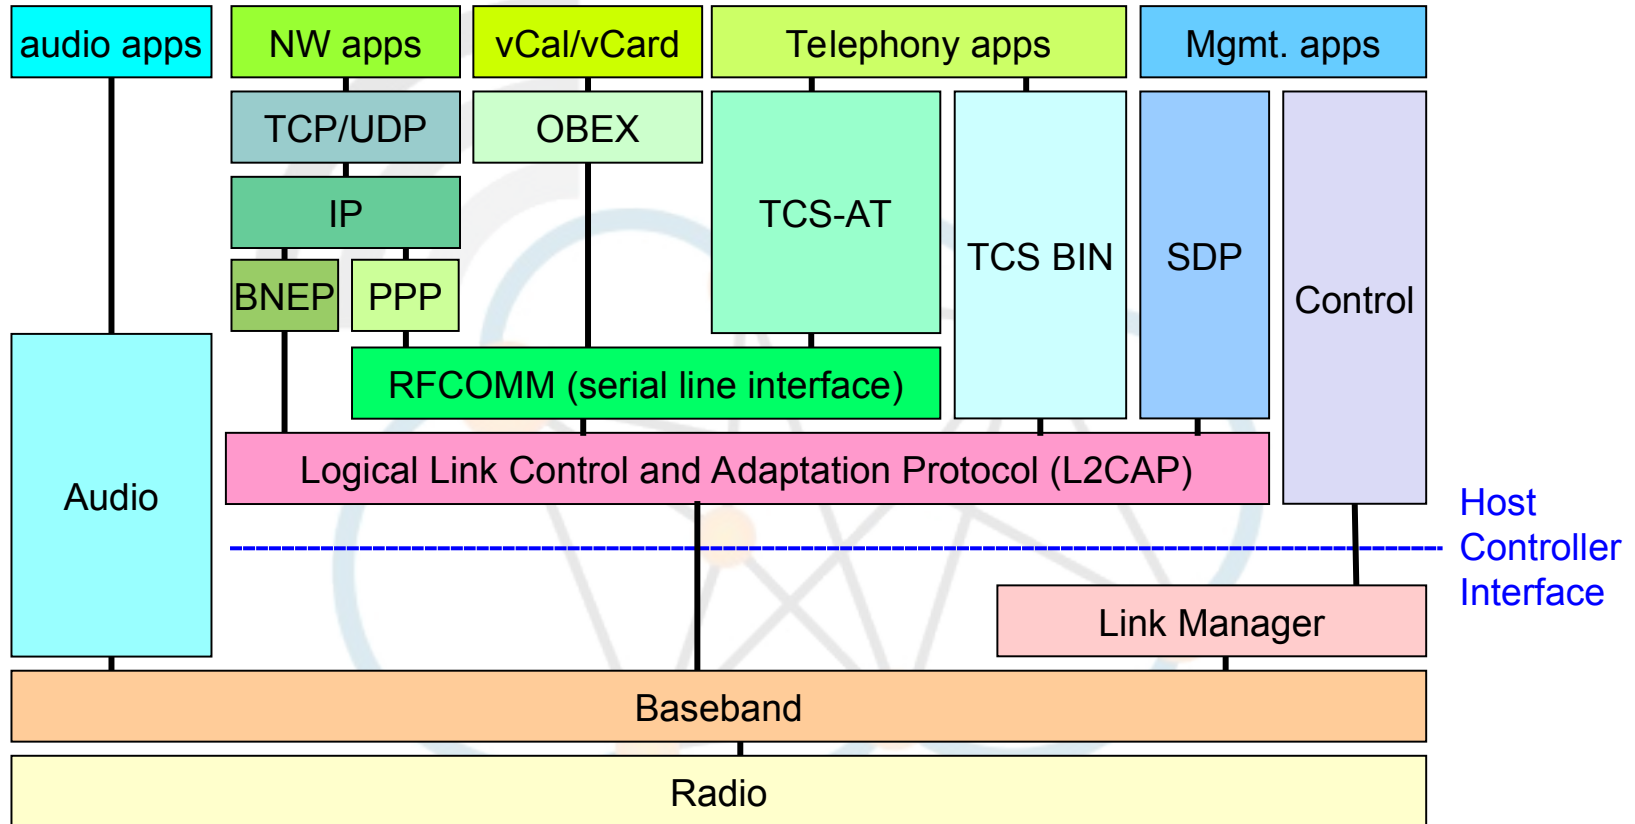 audio apps
NW apps
vCal/vCard
Telephony apps
Mgmt. apps
TCP/UDP
OBEX
TCS-AT
TCS BIN
SDP
Control
IP
BNEP
PPP
RFCOMM (serial line interface)
Audio
Logical Link Control and Adaptation Protocol (L2CAP)
Host
Controller
Interface
Link Manager
Baseband
Radio